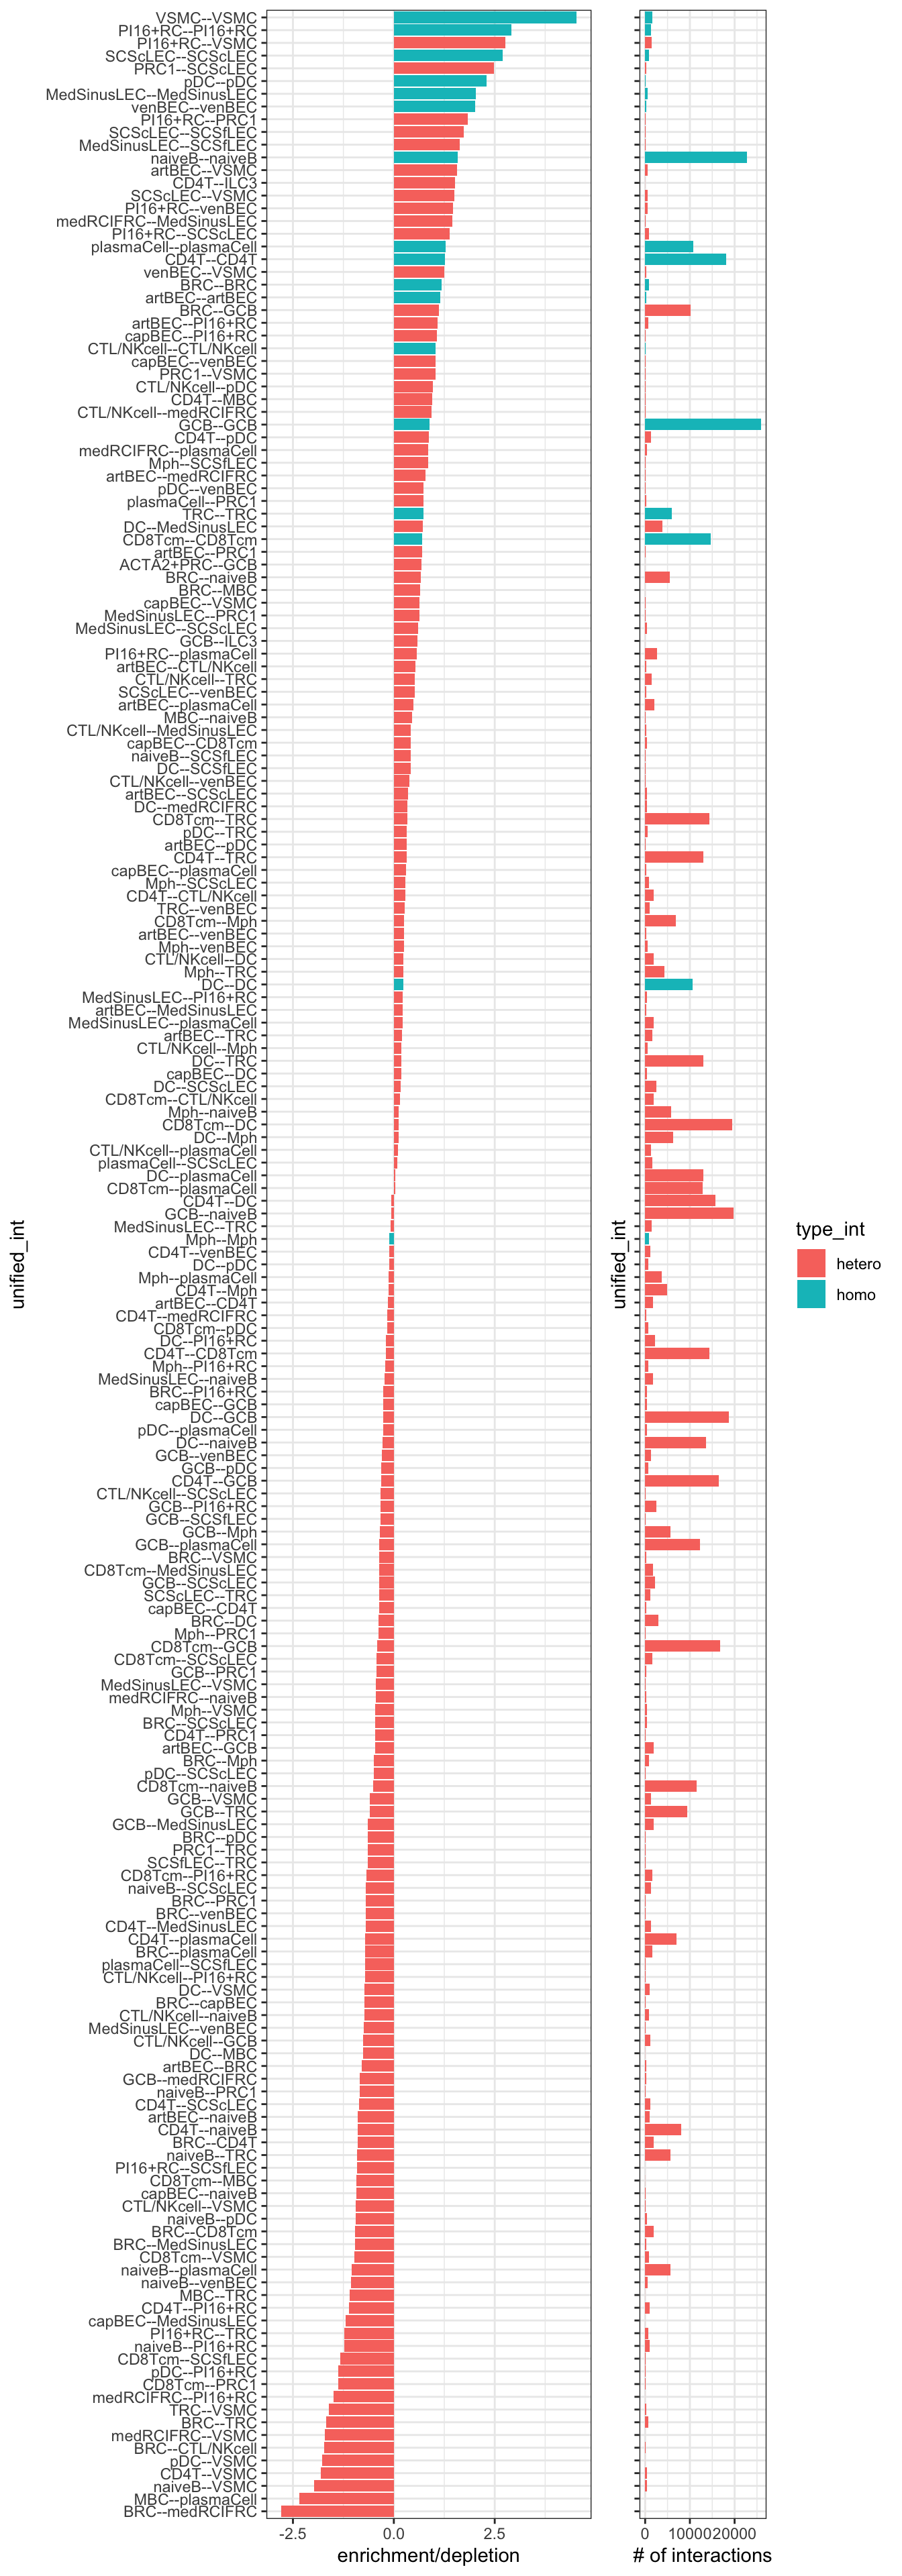 VSMC--VSMC
PI16+RC--PI16+RC
PI16+RC--VSMC
SCScLEC--SCScLEC
PRC1--SCScLEC
pDC--pDC
MedSinusLEC--MedSinusLEC
venBEC--venBEC
PI16+RC--PRC1
SCScLEC--SCSfLEC
MedSinusLEC--SCSfLEC
naiveB--naiveB
artBEC--VSMC
CD4T--ILC3
SCScLEC--VSMC
PI16+RC--venBEC
medRCIFRC--MedSinusLEC
PI16+RC--SCScLEC
plasmaCell--plasmaCell
CD4T--CD4T
venBEC--VSMC
BRC--BRC
artBEC--artBEC
BRC--GCB
artBEC--PI16+RC
capBEC--PI16+RC
CTL/NKcell--CTL/NKcell
capBEC--venBEC
PRC1--VSMC
CTL/NKcell--pDC
CD4T--MBC
CTL/NKcell--medRCIFRC
GCB--GCB
CD4T--pDC
medRCIFRC--plasmaCell
Mph--SCSfLEC
artBEC--medRCIFRC
pDC--venBEC
plasmaCell--PRC1
TRC--TRC
DC--MedSinusLEC
CD8Tcm--CD8Tcm
artBEC--PRC1
ACTA2+PRC--GCB
BRC--naiveB
BRC--MBC
capBEC--VSMC
MedSinusLEC--PRC1
MedSinusLEC--SCScLEC
GCB--ILC3
PI16+RC--plasmaCell
artBEC--CTL/NKcell
CTL/NKcell--TRC
SCScLEC--venBEC
artBEC--plasmaCell
MBC--naiveB
CTL/NKcell--MedSinusLEC
capBEC--CD8Tcm
naiveB--SCSfLEC
DC--SCSfLEC
CTL/NKcell--venBEC
artBEC--SCScLEC
DC--medRCIFRC
CD8Tcm--TRC
pDC--TRC
artBEC--pDC
CD4T--TRC
capBEC--plasmaCell
Mph--SCScLEC
CD4T--CTL/NKcell
TRC--venBEC
CD8Tcm--Mph
artBEC--venBEC
Mph--venBEC
CTL/NKcell--DC
Mph--TRC
DC--DC
MedSinusLEC--PI16+RC
artBEC--MedSinusLEC
MedSinusLEC--plasmaCell
artBEC--TRC
CTL/NKcell--Mph
DC--TRC
capBEC--DC
DC--SCScLEC
CD8Tcm--CTL/NKcell
Mph--naiveB
CD8Tcm--DC
DC--Mph
CTL/NKcell--plasmaCell
plasmaCell--SCScLEC
DC--plasmaCell
CD8Tcm--plasmaCell
CD4T--DC
GCB--naiveB
MedSinusLEC--TRC
Mph--Mph
CD4T--venBEC
DC--pDC
Mph--plasmaCell
CD4T--Mph
artBEC--CD4T
CD4T--medRCIFRC
CD8Tcm--pDC
DC--PI16+RC
CD4T--CD8Tcm
Mph--PI16+RC
MedSinusLEC--naiveB
BRC--PI16+RC
capBEC--GCB
DC--GCB
pDC--plasmaCell
DC--naiveB
GCB--venBEC
GCB--pDC
CD4T--GCB
CTL/NKcell--SCScLEC
GCB--PI16+RC
GCB--SCSfLEC
GCB--Mph
GCB--plasmaCell
BRC--VSMC
CD8Tcm--MedSinusLEC
GCB--SCScLEC
SCScLEC--TRC
capBEC--CD4T
BRC--DC
Mph--PRC1
CD8Tcm--GCB
CD8Tcm--SCScLEC
GCB--PRC1
MedSinusLEC--VSMC
medRCIFRC--naiveB
Mph--VSMC
BRC--SCScLEC
CD4T--PRC1
artBEC--GCB
BRC--Mph
pDC--SCScLEC
CD8Tcm--naiveB
GCB--VSMC
GCB--TRC
GCB--MedSinusLEC
BRC--pDC
PRC1--TRC
SCSfLEC--TRC
CD8Tcm--PI16+RC
naiveB--SCScLEC
BRC--PRC1
BRC--venBEC
CD4T--MedSinusLEC
CD4T--plasmaCell
BRC--plasmaCell
plasmaCell--SCSfLEC
CTL/NKcell--PI16+RC
DC--VSMC
BRC--capBEC
CTL/NKcell--naiveB
MedSinusLEC--venBEC
CTL/NKcell--GCB
DC--MBC
artBEC--BRC
GCB--medRCIFRC
naiveB--PRC1
CD4T--SCScLEC
artBEC--naiveB
CD4T--naiveB
BRC--CD4T
naiveB--TRC
PI16+RC--SCSfLEC
CD8Tcm--MBC
capBEC--naiveB
CTL/NKcell--VSMC
naiveB--pDC
BRC--CD8Tcm
BRC--MedSinusLEC
CD8Tcm--VSMC
naiveB--plasmaCell
naiveB--venBEC
MBC--TRC
CD4T--PI16+RC
capBEC--MedSinusLEC
PI16+RC--TRC
naiveB--PI16+RC
CD8Tcm--SCSfLEC
pDC--PI16+RC
CD8Tcm--PRC1
medRCIFRC--PI16+RC
TRC--VSMC
BRC--TRC
medRCIFRC--VSMC
BRC--CTL/NKcell
pDC--VSMC
CD4T--VSMC
naiveB--VSMC
MBC--plasmaCell
BRC--medRCIFRC
unified_int
-2.5 0.0 2.5
enrichment/depletion
unified_int
0 10000 20000
# of interactions
type_int
hetero
homo